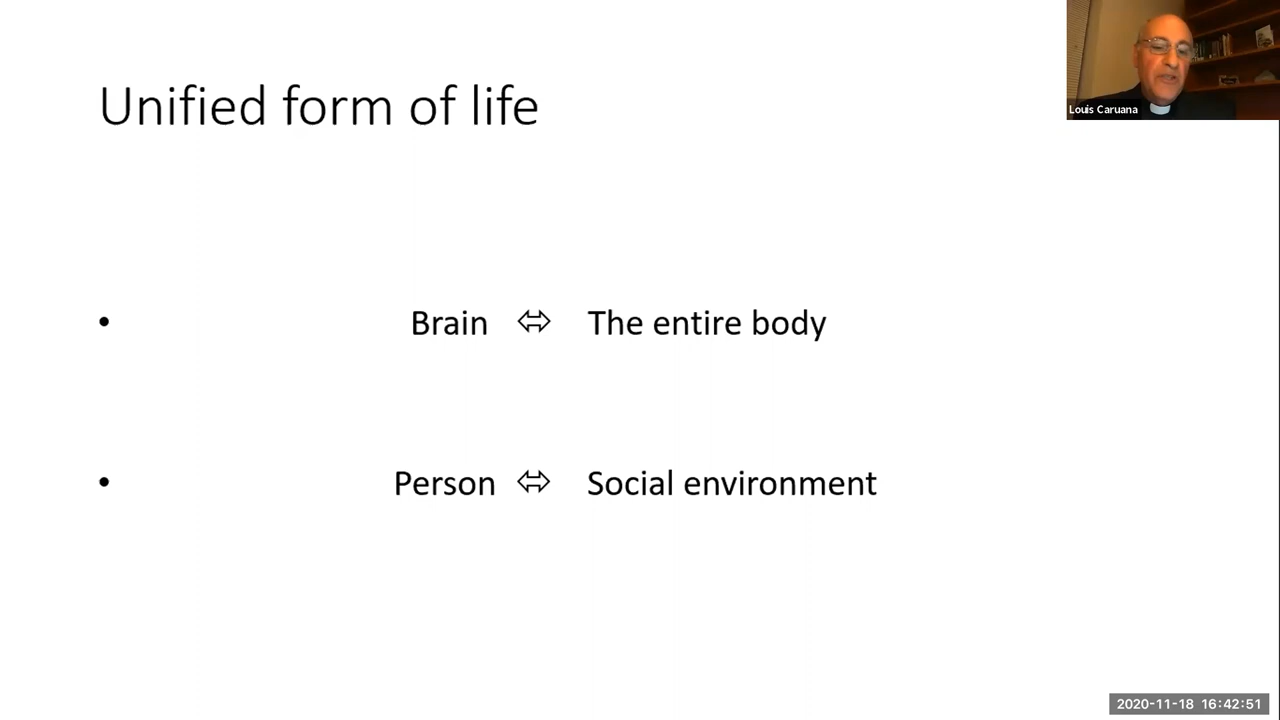 Unified form of life
Louis Caruana
• Brain ⬄ The entire body
• Person ⬄ Social environment
2020-11-18 16:42:51